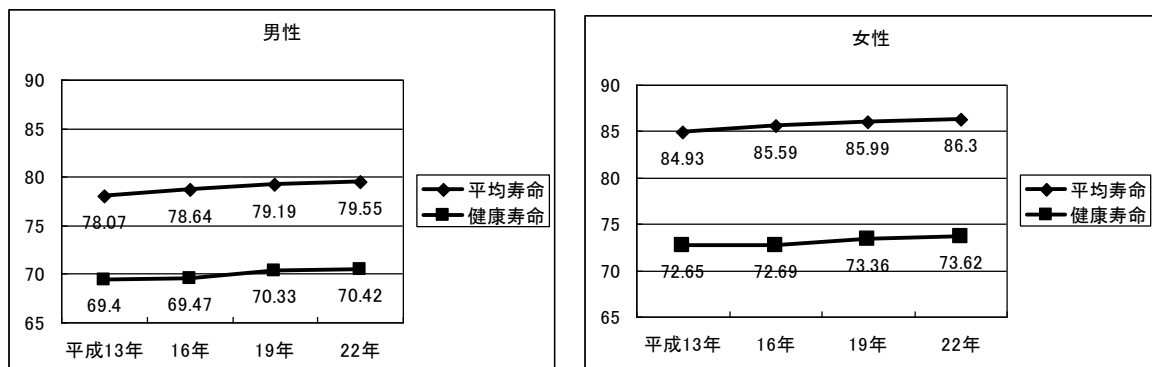 男性
90
85
80
75
70
65
78.07
78.64
79.19
79.55
69.4
69.47
70.33
70.42
平成13年
16年
19年
22年
平均寿命
健康寿命
女性
90
85
80
75
70
65
84.93
85.59
85.99
86.3
72.65
72.69
73.36
73.62
平成13年
16年
19年
22年
平均寿命
健康寿命